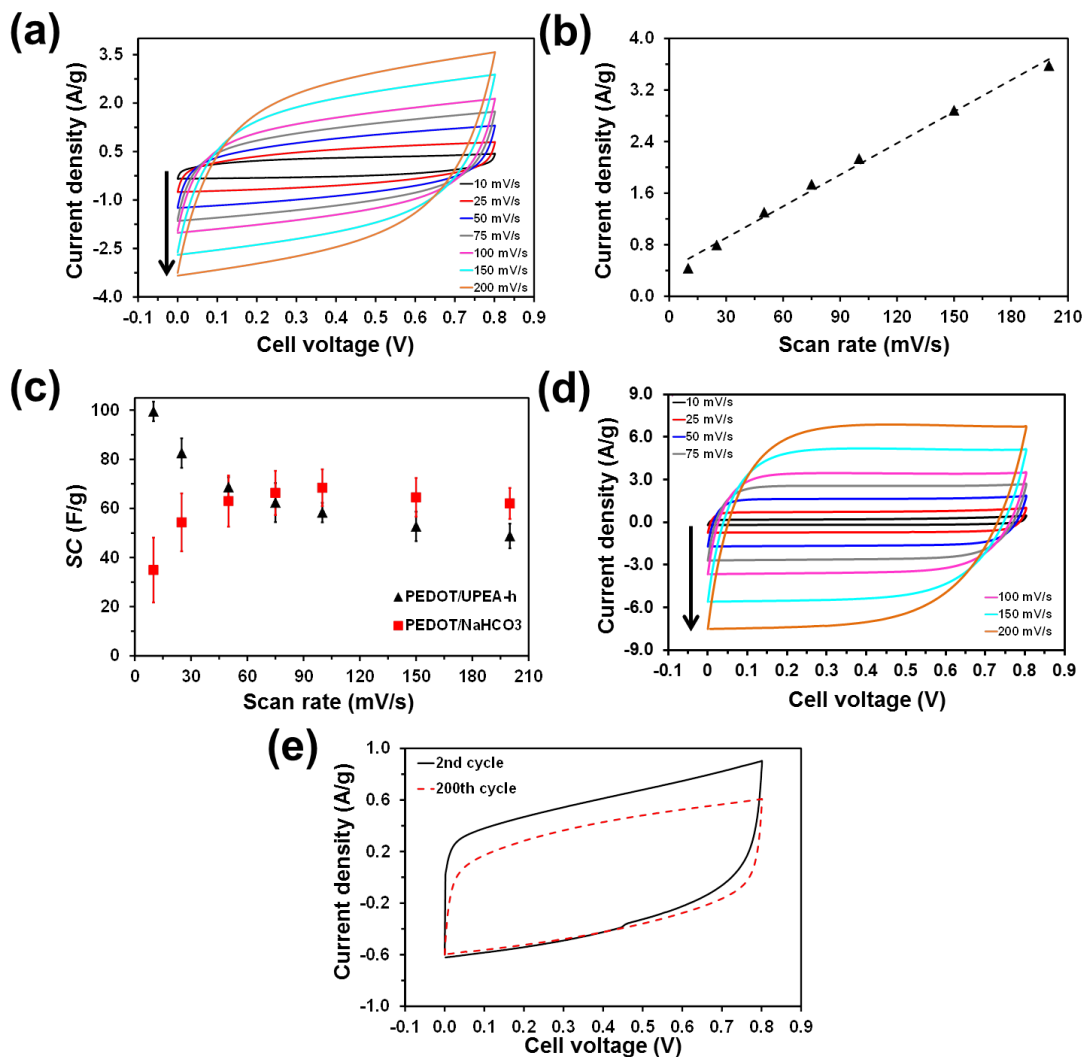 (a)
Current density (A/g)
3.5
2.0
0.5
-1.0
-2.5
-4.0
10 mV/s
25 mV/s
50 mV/s
75 mV/s
100 mV/s
150 mV/s
200 mV/s
-0.1 0.0 0.1 0.2 0.3 0.4 0.5 0.6 0.7 0.8 0.9
Cell voltage (V)
(b)
Current density (A/g)
4.0
3.2
2.4
1.6
0.8
0.0
0 30 60 90 120 150 180 210
Scan rate (mV/s)
(c)
SC (F/g)
100
80
60
40
20
0
PEDOT/UPEA-h
PEDOT/NaHCO3
0 30 60 90 120 150 180 210
Scan rate (mV/s)
(d)
Current density (A/g)
9.0
6.0
3.0
0.0
-3.0
-6.0
-9.0
10 mV/s
25 mV/s
50 mV/s
75 mV/s
100 mV/s
150 mV/s
200 mV/s
-0.1 0 0.1 0.2 0.3 0.4 0.5 0.6 0.7 0.8 0.9
Cell voltage (V)
(e)
Current density (A/g)
1.0
0.6
0.2
-0.2
-0.6
-1.0
2nd cycle
200th cycle
-0.1 0.0 0.1 0.2 0.3 0.4 0.5 0.6 0.7 0.8 0.9
Cell voltage (V)